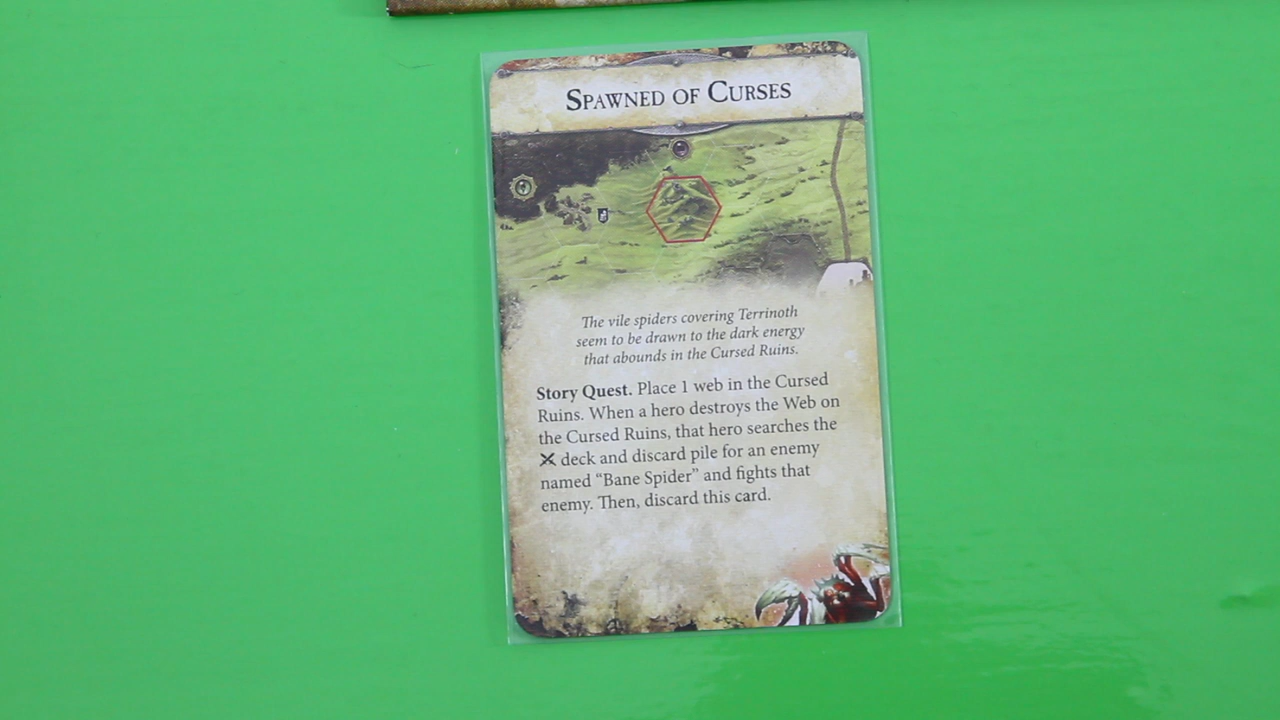 SPAWNED OF CURSES
The vile spiders covering Terrinoth
seem to be drawn to the dark energy
that abounds in the Cursed Ruins.
Story Quest. Place 1 web in the Cursed
Ruins. When a hero destroys the Web on
the Cursed Ruins, that hero searches the
deck and discard pile for an enemy
named “Bane Spider” and fights that
enemy. Then, discard this card.